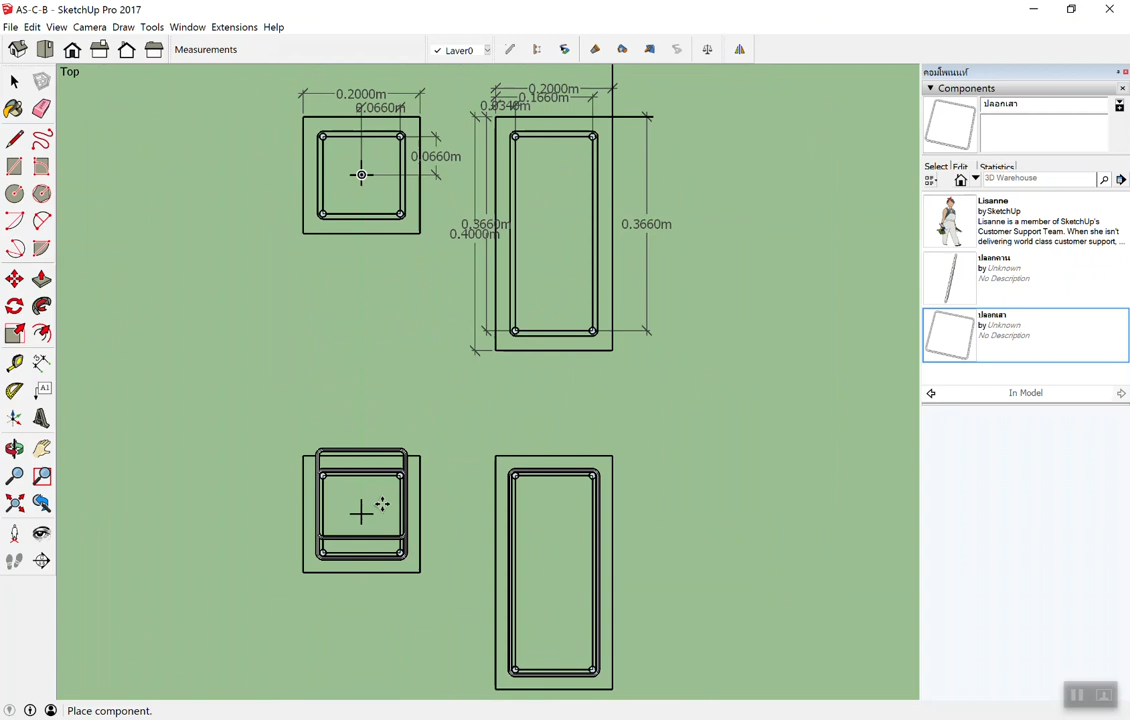 AS-C-B - SketchUp Pro 2017
File Edit View Camera Draw Tools Window Extensions Help
Measurements
Layer0
Top
คอมโพเนนท์
Components
ปลอกเสา
Select Edit Statistics
3D Warehouse
Lisanne
by SketchUp
Lisanne is a member of SketchUp's
Customer Support Team. When she isn't
delivering world class customer support, ...
ปลอกคาน
by Unknown
No Description
ปลอกเสา
by Unknown
No Description
In Model
0.2000m
0.0660m
0.0660m
0.2000m
0.1660m
0.0340m
0.3660m
0.4000m
0.3660m
A1
Place component.